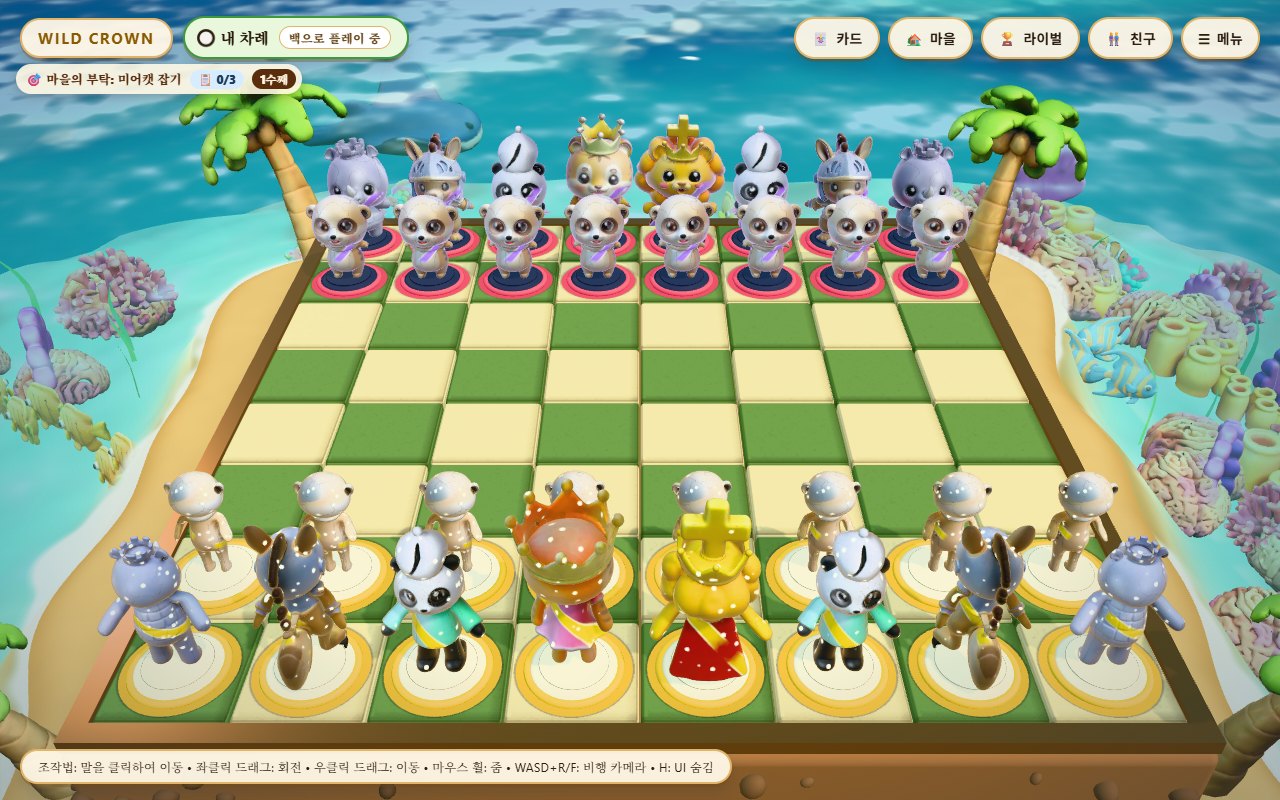 WILD CROWN
내 차례 백으로 플레이 중
카드
마을
라이벌
친구
☰ 메뉴
마을의 부탁: 미어캣 잡기 0/3 1수째
조작법: 말을 클릭하여 이동 • 좌클릭 드래그: 회전 • 우클릭 드래그: 이동 • 마우스 휠: 줌 • WASD+R/F: 비행 카메라 • H: UI 숨김